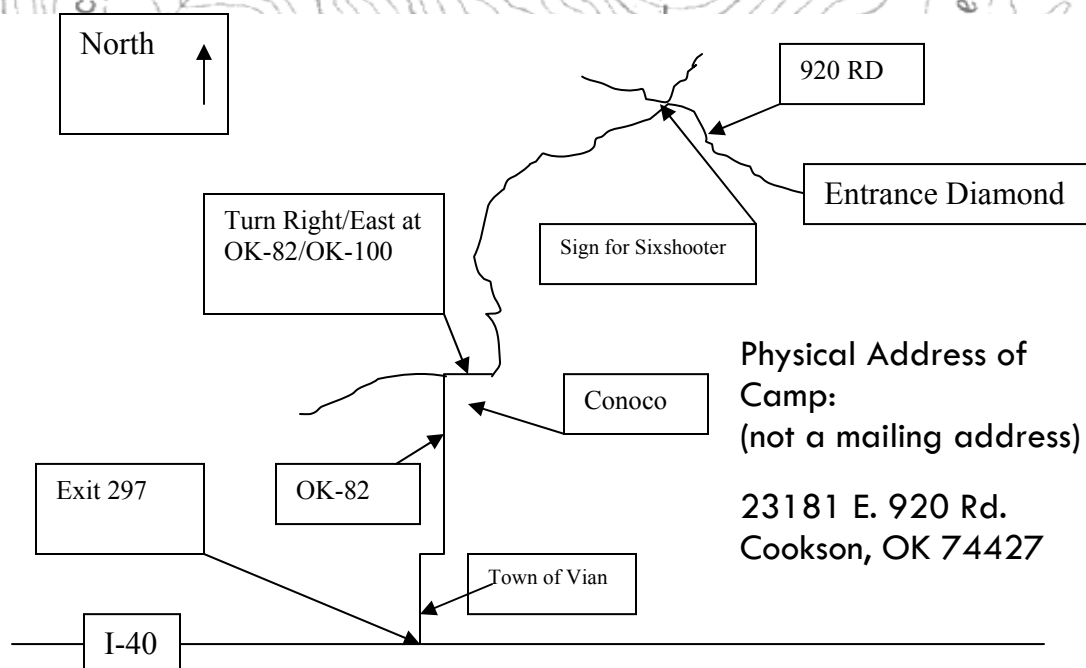 North
920 RD
Entrance Diamond
Turn Right/East at
OK-82/OK-100
Sign for Sixshooter
Physical Address of
Camp:
(not a mailing address)
Conoco
Exit 297
OK-82
23181 E. 920 Rd.
Cookson, OK 74427
Town of Vian
I-40